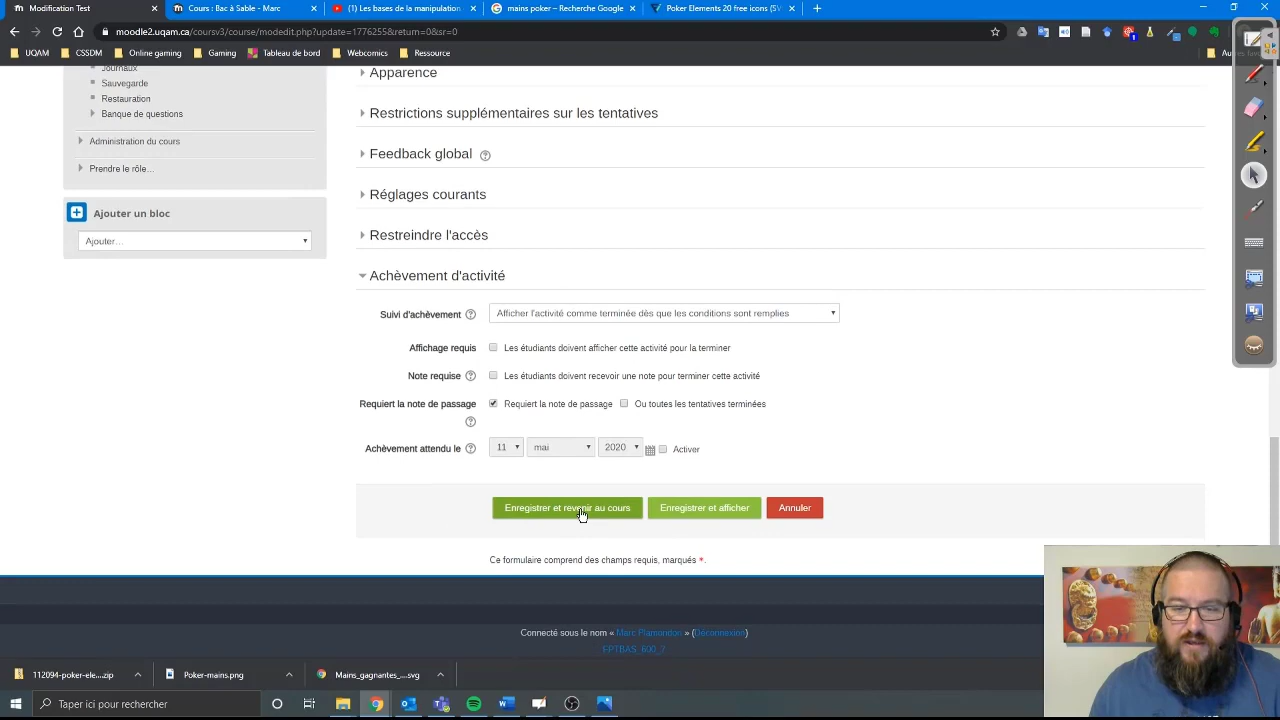 Modification Test
Cours : Bac à Sable - Marc
(1) Les bases de la manipulation
mains poker – Recherche Google
Poker Elements 20 free icons (SV
moodle2.uqam.ca/coursv3/course/modedit.php?update=1776255&return=0&sr=0
UQAM
CSSDM
Online gaming
Gaming
Tableau de bord
Webcomics
Ressource
Journaux
Sauvegarde
Restauration
Banque de questions
Administration du cours
Prendre le rôle...
Ajouter un bloc
Ajouter...
Apparence
Restrictions supplémentaires sur les tentatives
Feedback global
Réglages courants
Restreindre l'accès
Achèvement d'activité
Suivi d'achèvement Afficher l'activité comme terminée dès que les conditions sont remplies
Affichage requis Les étudiants doivent afficher cette activité pour la terminer
Note requise Les étudiants doivent recevoir une note pour terminer cette activité
Requiert la note de passage Requiert la note de passage Ou toutes les tentatives terminées
Achèvement attendu le 11 mai 2020 Activer
Enregistrer et revenir au cours Enregistrer et afficher Annuler
Ce formulaire comprend des champs requis, marqués *.
Connecté sous le nom « Marc Plamondon » (Déconnexion)
FPTBAS_600_7
112094-poker-ele....zip
Poker-mains.png
Mains_gagnantes_....svg
Taper ici pour rechercher